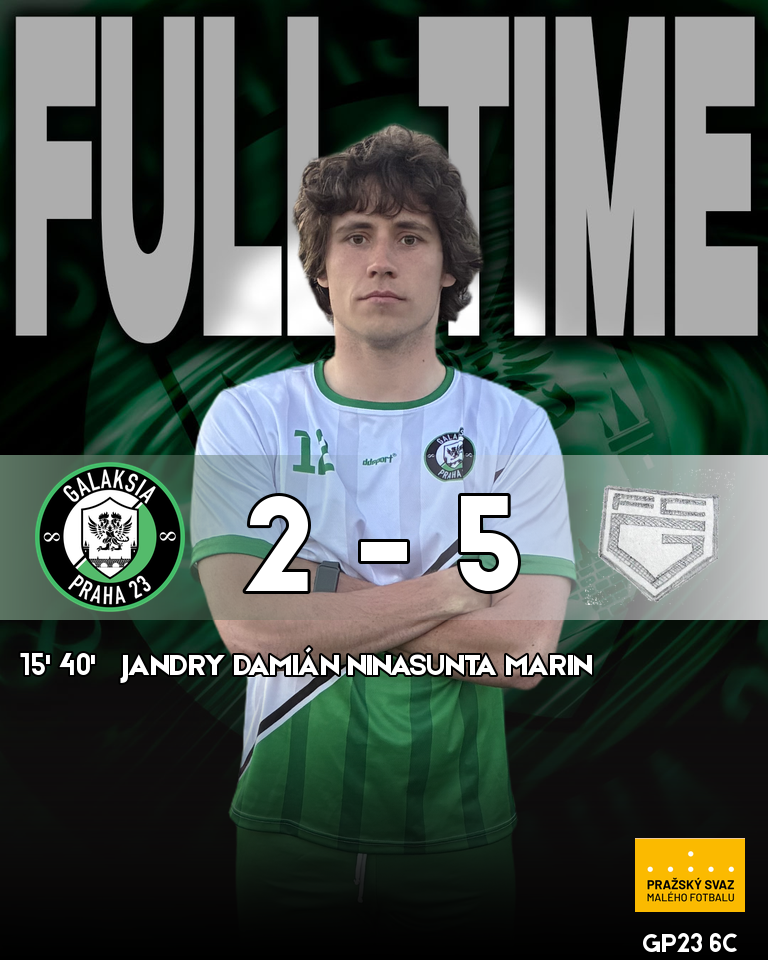 FULL TIME
12
ddsport
GALAKSIA
PRAHA
GALAKSIA
PRAHA 23
2 - 5
15' 40' JANDRY DAMIÁN NINASUNTA MARIN
PRAŽSKÝ SVAZ
MALÉHO FOTBALU
GP23 6C